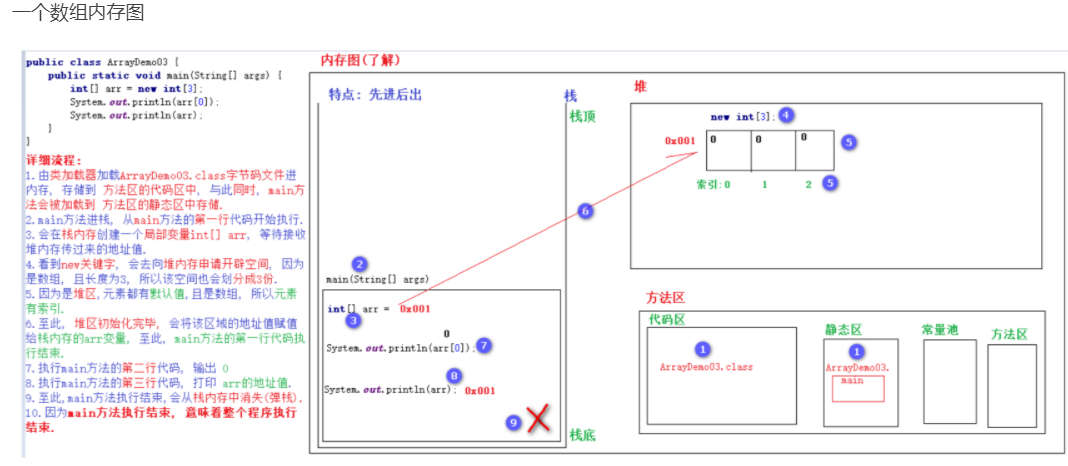 一个数组内存图
public class ArrayDemo03 {
public static void main(String[] args) {
int[] arr = new int[3];
System.out.println(arr[0]);
System.out.println(arr);
}
}
详细流程:
1.由类加载器加载ArrayDemo03.class字节码文件进
内存, 存储到 方法区的代码区中, 与此同时, main方
法会被加载到 方法区的静态区中存储.
2.main方法进栈, 从main方法的第一行代码开始执行.
3.会在栈内存创建一个局部变量int[] arr, 等待接收
堆内存传过来的地址值.
4.看到new关键字, 会去向堆内存申请开辟空间, 因为
是数组, 且长度为3, 所以该空间也会划分成3份.
5.因为是堆区,元素都有默认值,且是数组, 所以元素
有索引.
6.至此, 堆区初始化完毕, 会将该区域的地址值赋值
给栈内存的arr变量, 至此, main方法的第一行代码执
行结束.
7.执行main方法的第二行代码, 输出 0
8.执行main方法的第三行代码, 打印 arr的地址值.
9.至此,main方法执行结束,会从栈内存中消失(弹栈).
10.因为main方法执行结束, 意味着整个程序执行
结束.
内存图(了解)
特点: 先进后出
栈
栈顶
2
main(String[] args)
int[] arr = 0x001
3
0
System.out.println(arr[0]); 7
8
System.out.println(arr); 0x001
9
栈底
6
堆
new int[3]; 4
0x001 0 0 0 5
索引:0 1 2 5
方法区
代码区
1
ArrayDemo03.class
静态区
1
ArrayDemo03.
main
常量池
方法区